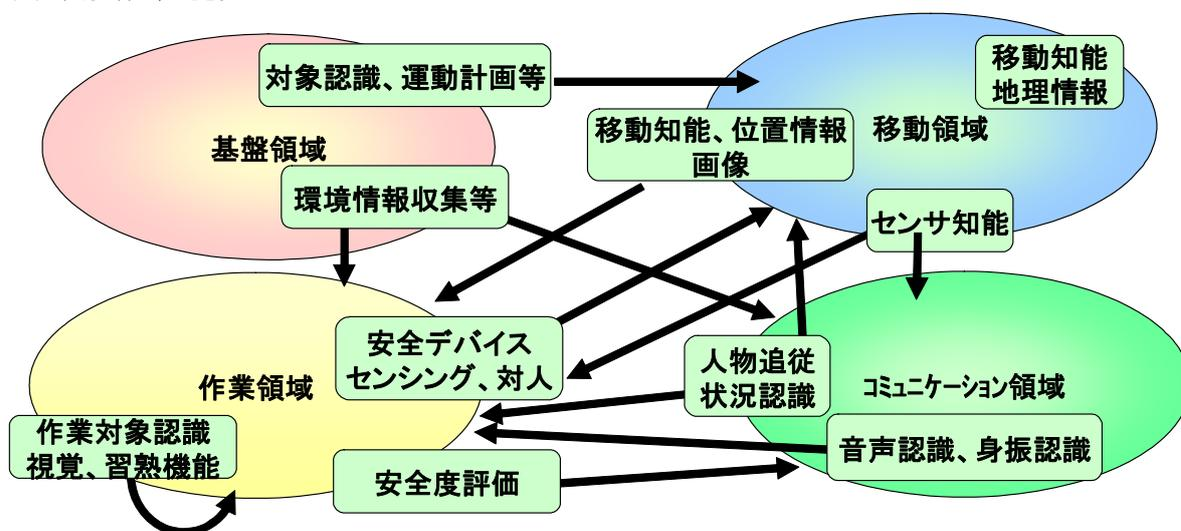 対象認識、運動計画等
移動知能
地理情報
基盤領域
移動知能、位置情報
画像
移動領域
環境情報収集等
センサ知能
安全デバイス
センシング、対人
人物追従
状況認識
作業領域
コミュニケーション領域
作業対象認識
視覚、習熟機能
音声認識、身振認識
安全度評価